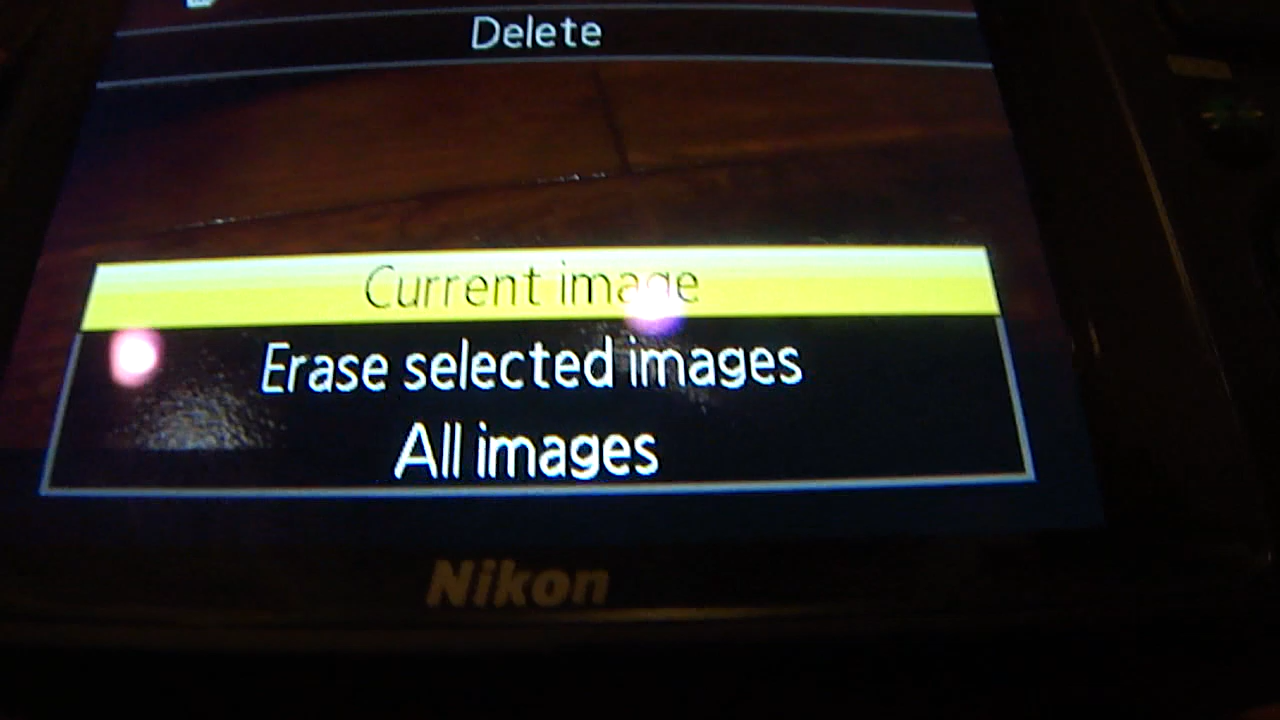 Delete
Current image
Erase selected images
All images
Nikon